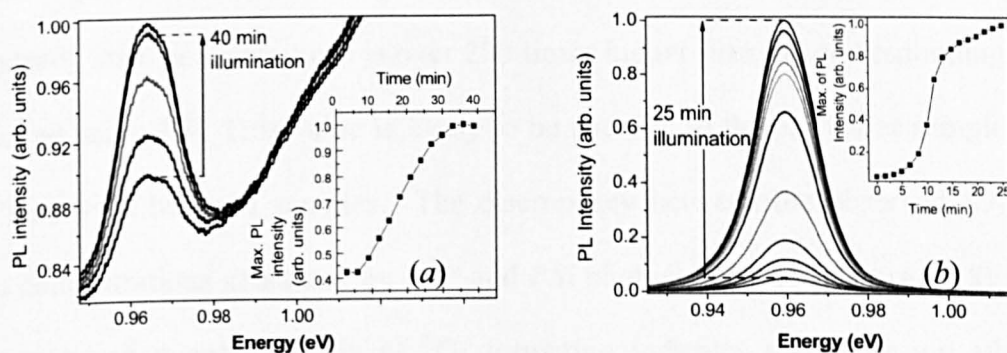 PL Intensity (arb. units)
1.00
0.96
0.92
0.88
0.84
40 min
illumination
Time (min)
0 10 20 30 40
1.0
0.9
0.8
0.7
0.6
0.5
0.4
Max. PL
intensity
(arb. units)
(a)
0.96 0.98 1.00
Energy (eV)
PL Intensity (arb. units)
1.0
0.8
0.6
0.4
0.2
0.0
25 min
illumination
Max. of PL
Intensity (arb. units)
1.0
0.8
0.6
0.4
0.2
0.0
0 5 10 15 20 25
Time (min)
(b)
0.94 0.96 0.98 1.00
Energy (eV)